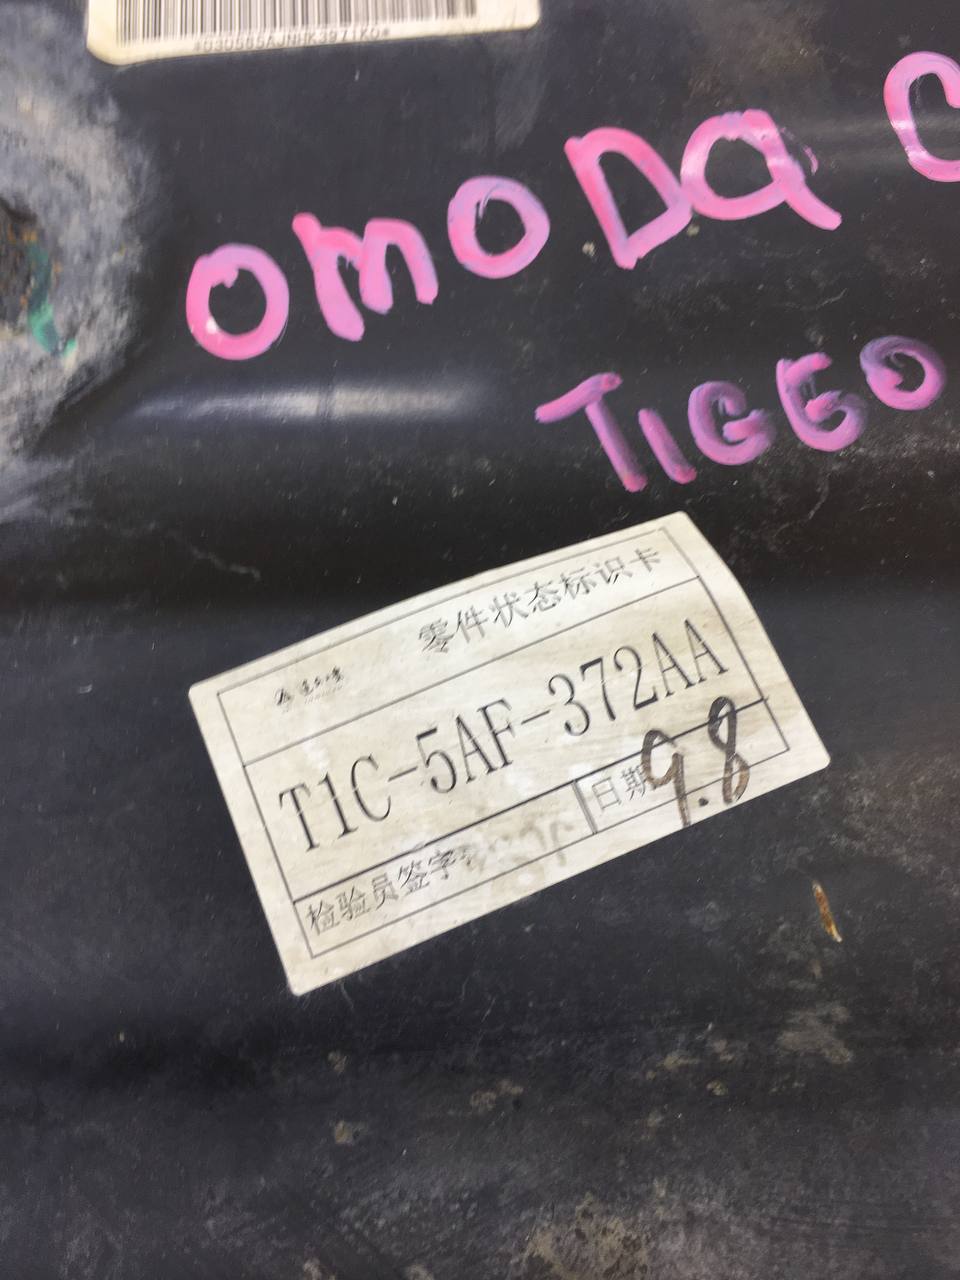 OMODA C
TIGEO
零件状态标识卡
T1C-5AF-372AA
日期 9.8
检验员签字